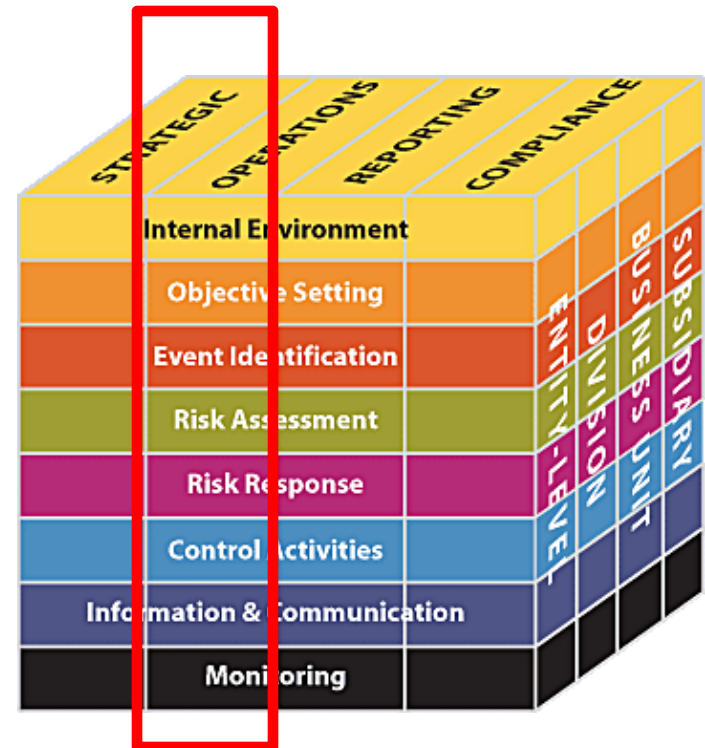 STRATEGIC
OPERATIONS
REPORTING
COMPLIANCE
Internal Environment
Objective Setting
Event Identification
Risk Assessment
Risk Response
Control Activities
Information & Communication
Monitoring
ENTITY-LEVEL
DIVISION
BUSINESS UNIT
SUBSIDIARY